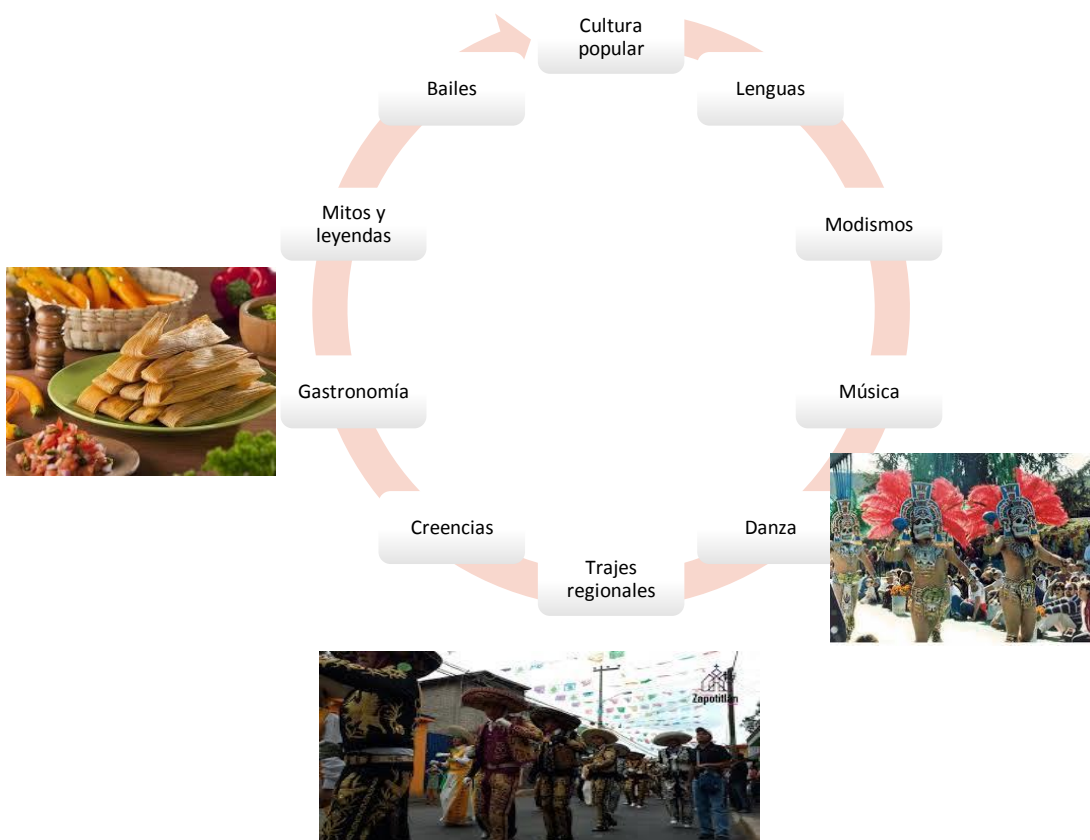 Cultura
popular
Lenguas
Modismos
Música
Danza
Trajes
regionales
Creencias
Gastronomía
Mitos y
leyendas
Bailes
Zapotitlán